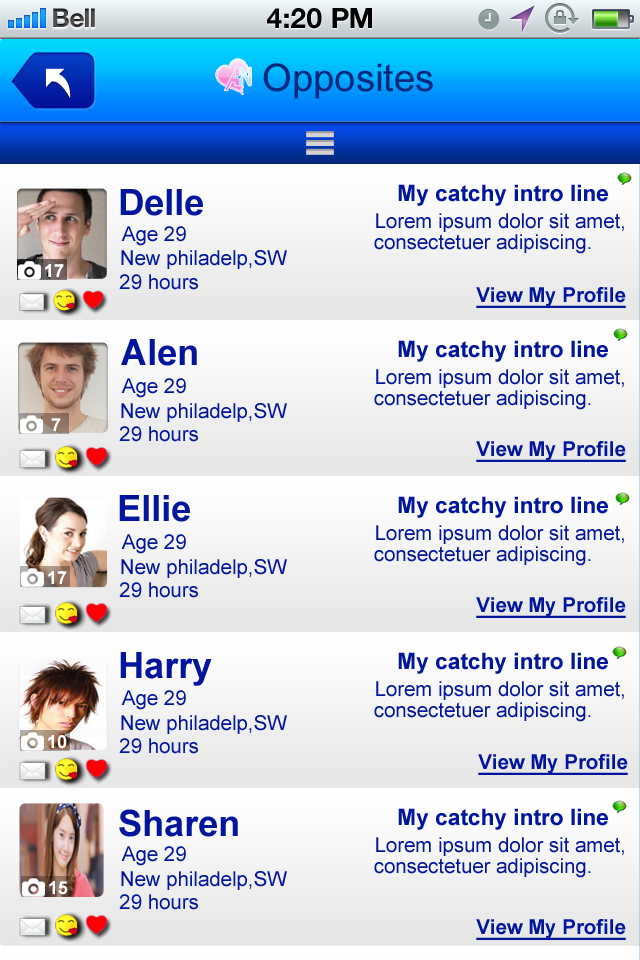 Bell 4:20 PM
Opposites
Delle
Age 29
New philadelp,SW
29 hours
17
My catchy intro line
Lorem ipsum dolor sit amet,
consectetuer adipiscing.
View My Profile
Alen
Age 29
New philadelp,SW
29 hours
7
My catchy intro line
Lorem ipsum dolor sit amet,
consectetuer adipiscing.
View My Profile
Ellie
Age 29
New philadelp,SW
29 hours
17
My catchy intro line
Lorem ipsum dolor sit amet,
consectetuer adipiscing.
View My Profile
Harry
Age 29
New philadelp,SW
29 hours
10
My catchy intro line
Lorem ipsum dolor sit amet,
consectetuer adipiscing.
View My Profile
Sharen
Age 29
New philadelp,SW
29 hours
15
My catchy intro line
Lorem ipsum dolor sit amet,
consectetuer adipiscing.
View My Profile